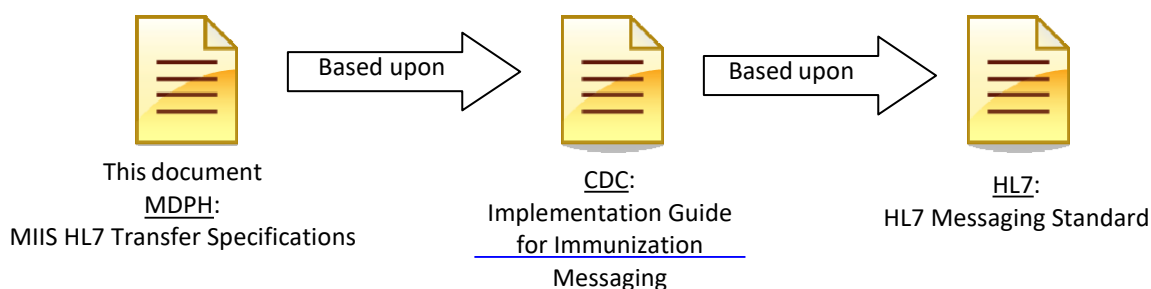 Based upon
Based upon
This document
MDPH:
MIIS HL7 Transfer Specifications
CDC:
Implementation Guide
for Immunization
Messaging
HL7:
HL7 Messaging Standard